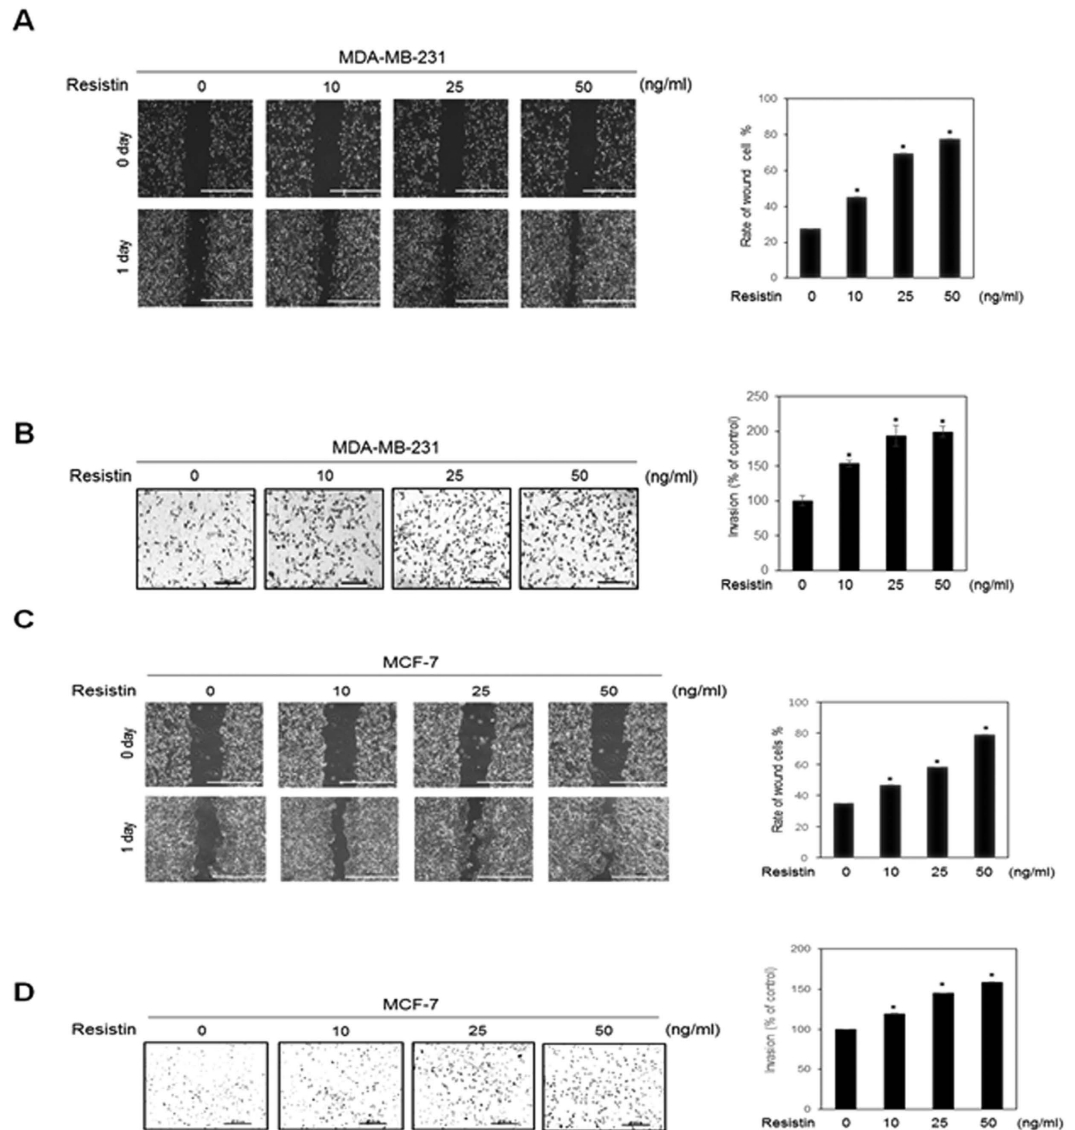 A
MDA-MB-231
Resistin 0 10 25 50 (ng/ml)
0 day
1 day
100
80
60
40
20
0
Rate of wound cell %
Resistin 0 10 25 50 (ng/ml)
B
MDA-MB-231
Resistin 0 10 25 50 (ng/ml)
250
200
150
100
50
0
Invasion (% of control)
Resistin 0 10 25 50 (ng/ml)
C
MCF-7
Resistin 0 10 25 50 (ng/ml)
0 day
1 day
100
80
60
40
20
0
Rate of wound cells %
Resistin 0 10 25 50 (ng/ml)
D
MCF-7
Resistin 0 10 25 50 (ng/ml)
200
150
100
50
0
Invasion (% of control)
Resistin 0 10 25 50 (ng/ml)